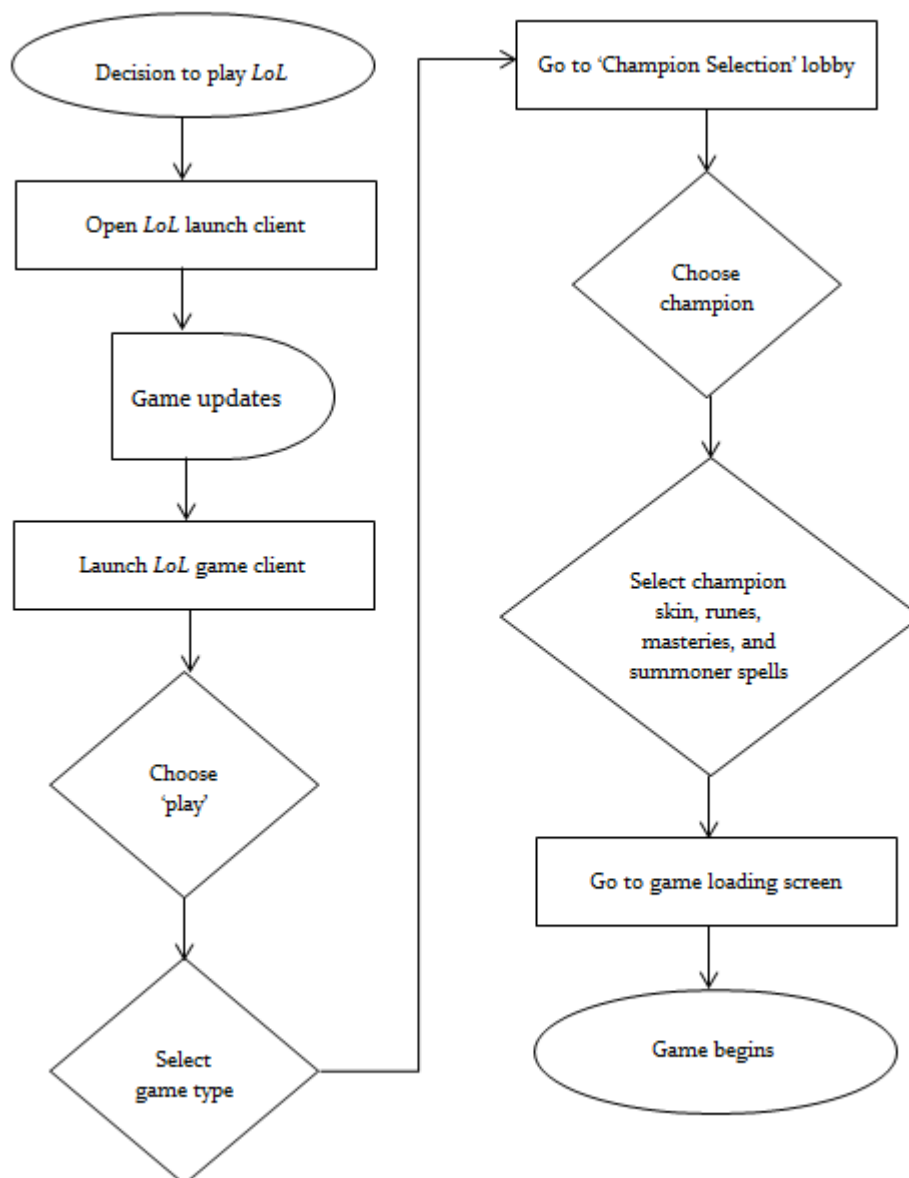 Decision to play LoL
Open LoL launch client
Game updates
Launch LoL game client
Choose
‘play’
Select
game type
Go to ‘Champion Selection’ lobby
Choose
champion
Select champion
skin, runes,
masteries, and
summoner spells
Go to game loading screen
Game begins